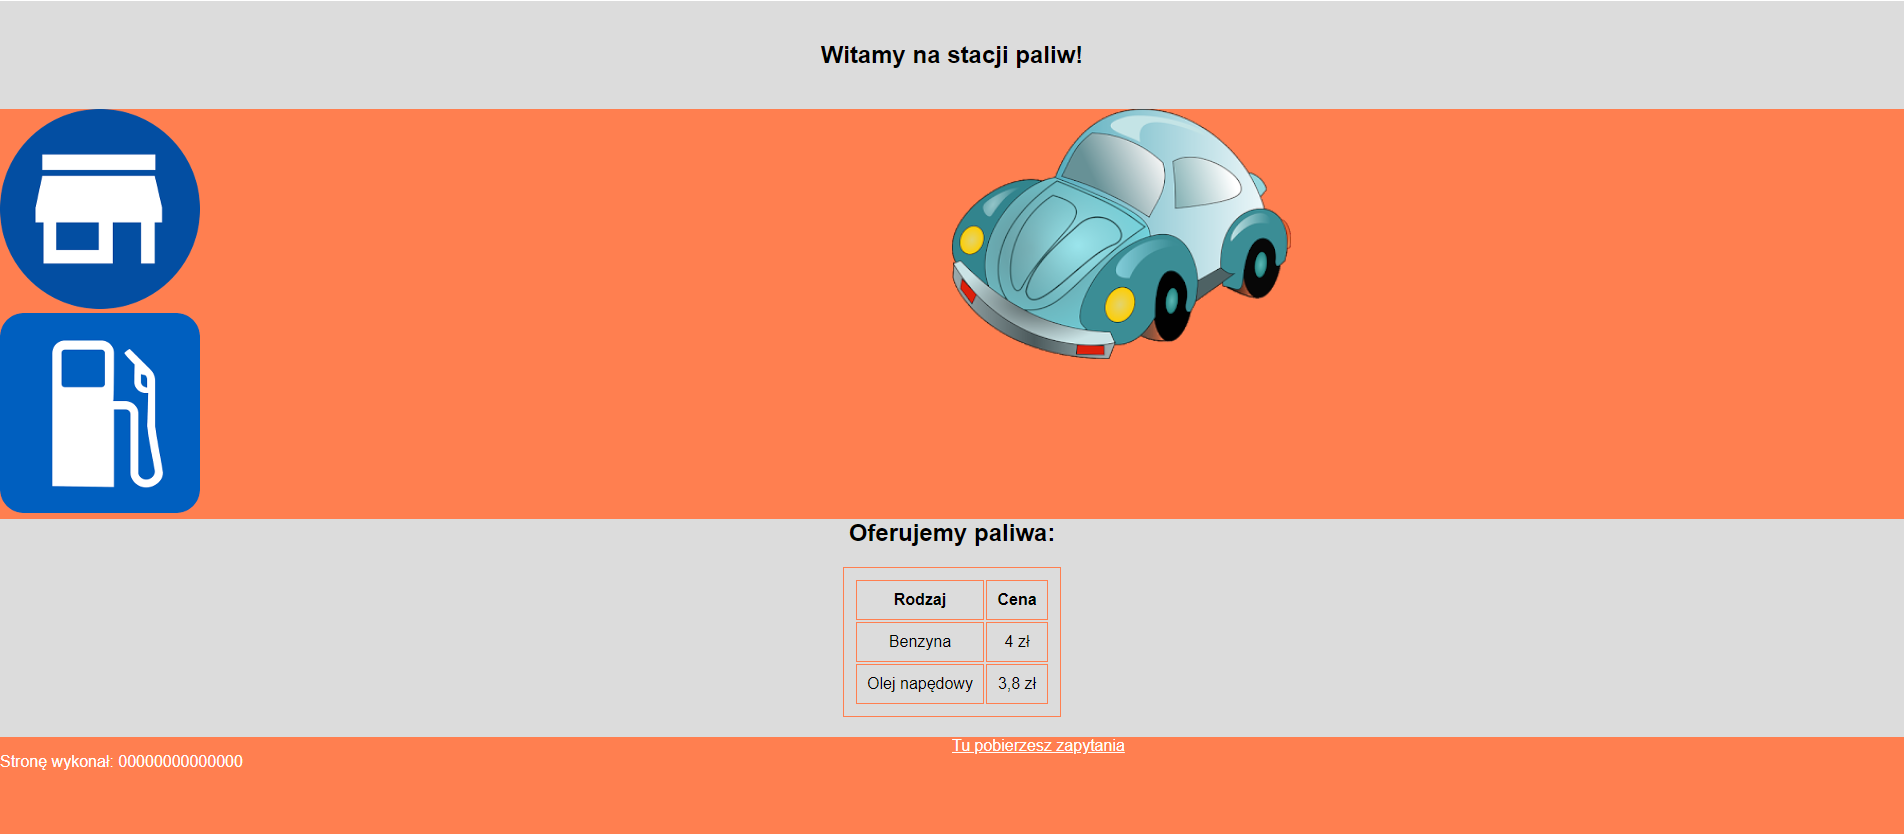 Witamy na stacji paliw!
Oferujemy paliwa:
Rodzaj Cena
Benzyna 4 zł
Olej napędowy 3,8 zł
Tu pobierzesz zapytania
Stronę wykonał: 00000000000000